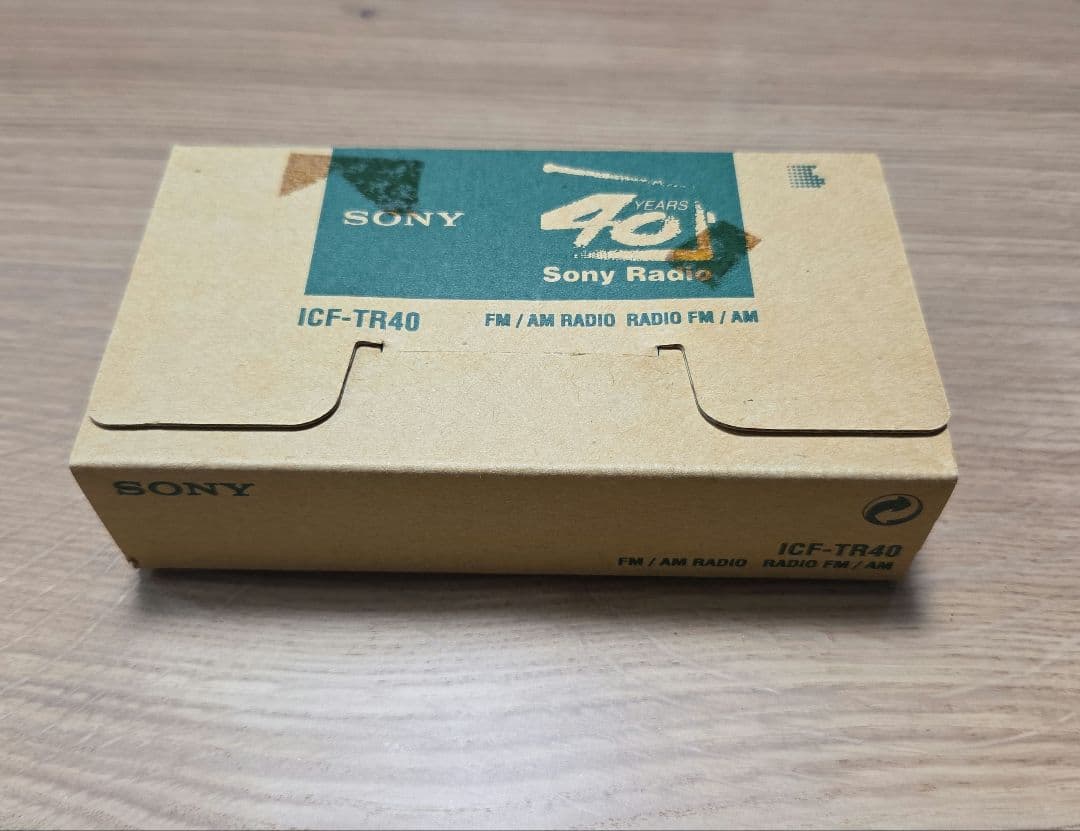 SONY
40 YEARS
Sony Radio
ICF-TR40 FM / AM RADIO RADIO FM / AM
SONY
ICF-TR40
FM / AM RADIO RADIO FM / AM